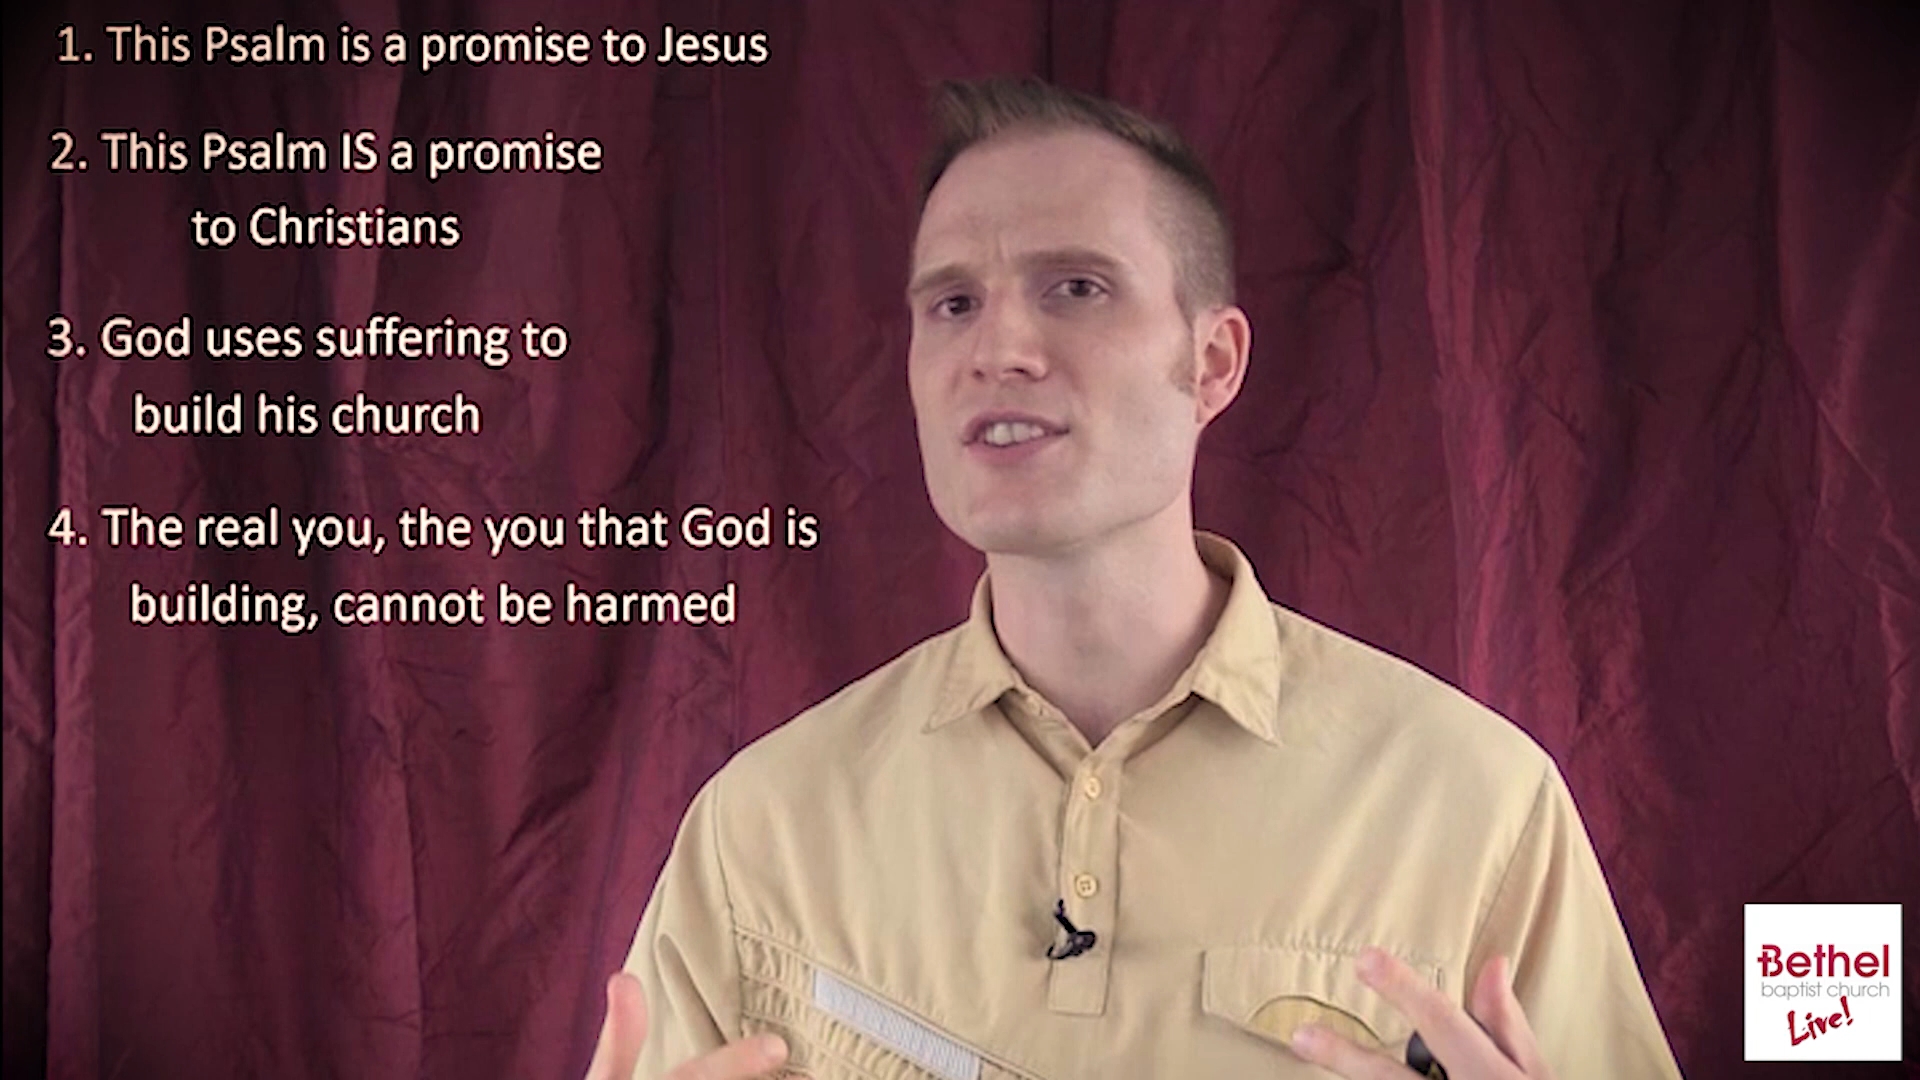 1. This Psalm is a promise to Jesus
2. This Psalm IS a promise
to Christians
3. God uses suffering to
build his church
4. The real you, the you that God is
building, cannot be harmed
Bethel
baptist church
Live!